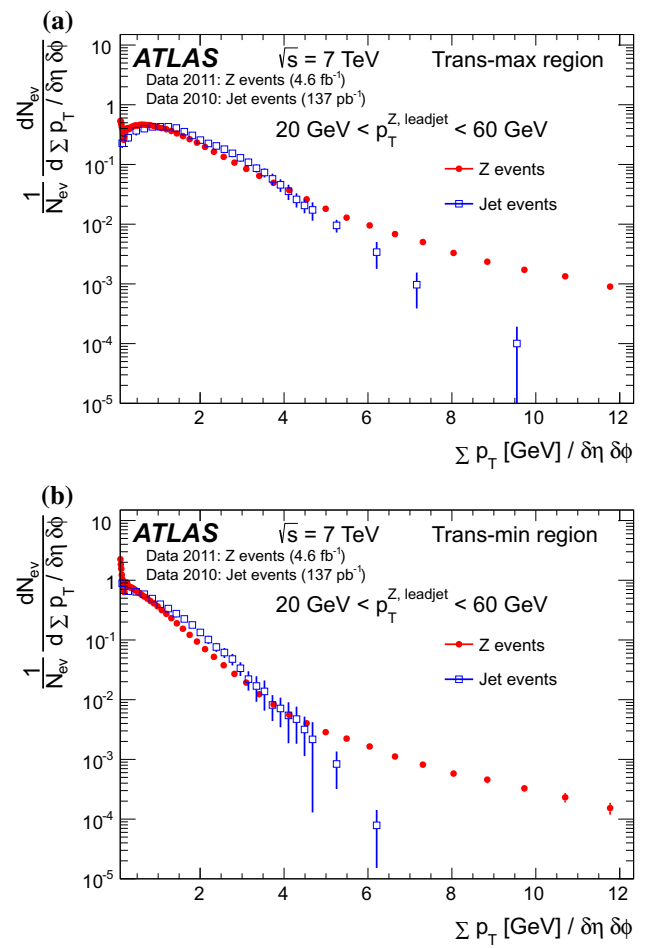 (a)
ATLAS √s = 7 TeV Trans-max region
Data 2011: Z events (4.6 fb⁻¹)
Data 2010: Jet events (137 pb⁻¹)
20 GeV < p_T^{Z, leadjet} < 60 GeV
Z events
Jet events
1/N_ev dN_ev/d ∑ p_T / δη δϕ
10
1
10⁻¹
10⁻²
10⁻³
10⁻⁴
10⁻⁵
2 4 6 8 10 12
∑ p_T [GeV] / δη δϕ
(b)
ATLAS √s = 7 TeV Trans-min region
Data 2011: Z events (4.6 fb⁻¹)
Data 2010: Jet events (137 pb⁻¹)
20 GeV < p_T^{Z, leadjet} < 60 GeV
Z events
Jet events
1/N_ev dN_ev/d ∑ p_T / δη δϕ
10
1
10⁻¹
10⁻²
10⁻³
10⁻⁴
10⁻⁵
2 4 6 8 10 12
∑ p_T [GeV] / δη δϕ